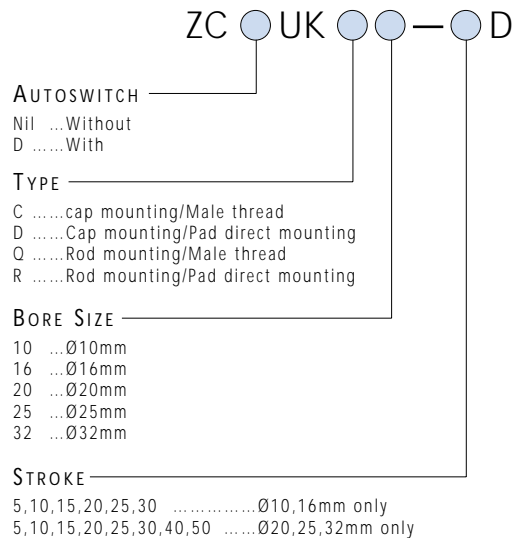 ZC UK — D
AUTOSWITCH
Nil ...Without
D ......With
TYPE
C ......cap mounting/Male thread
D ......Cap mounting/Pad direct mounting
Q ......Rod mounting/Male thread
R ......Rod mounting/Pad direct mounting
BORE SIZE
10 ...Ø10mm
16 ...Ø16mm
20 ...Ø20mm
25 ...Ø25mm
32 ...Ø32mm
STROKE
5,10,15,20,25,30 ...............Ø10,16mm only
5,10,15,20,25,30,40,50 ......Ø20,25,32mm only